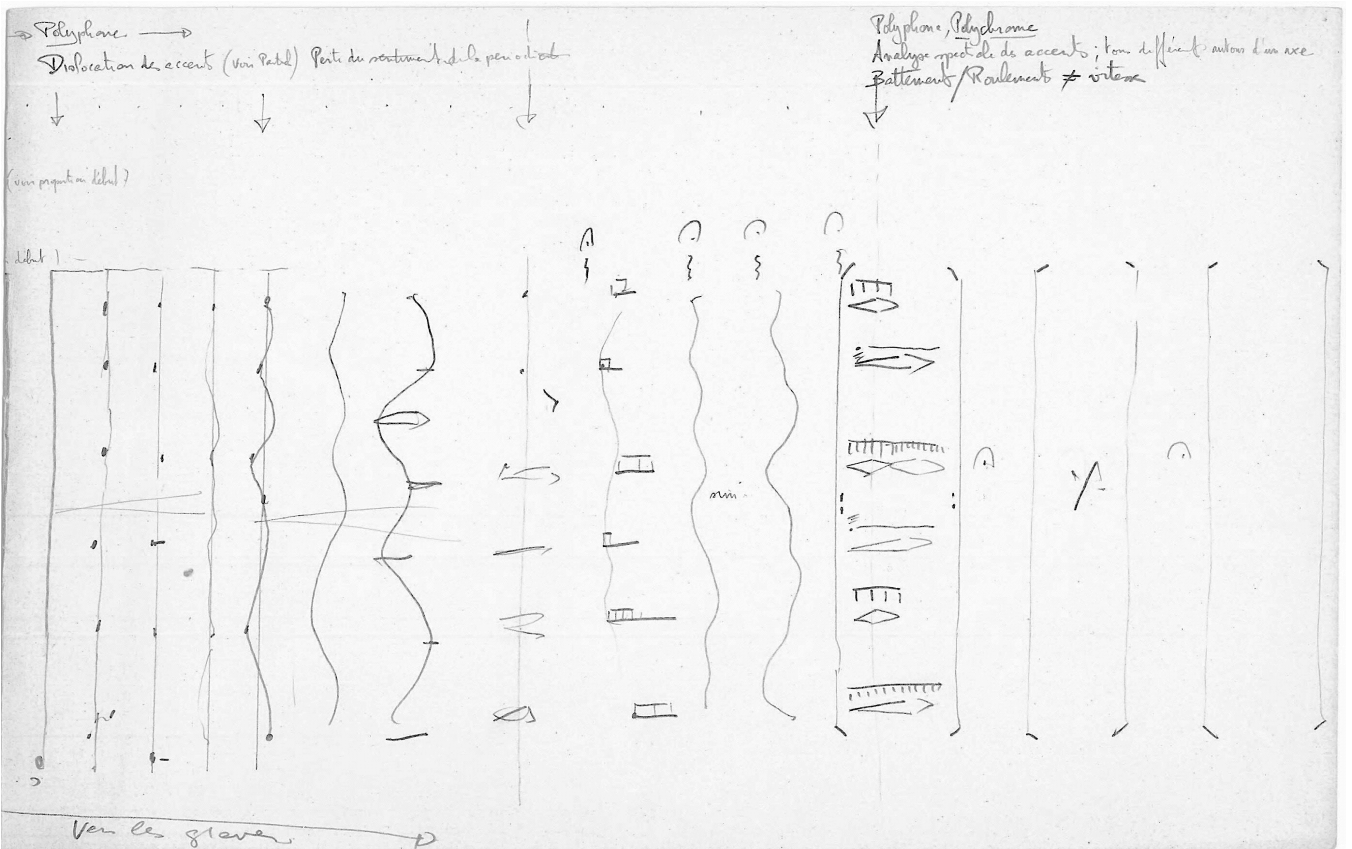 Polyphone
Dislocation des accents (voir Patel) Perte du sentiment de la périodicité
Polyphone, Polychrome
Analyse spectrale des accents ; tons différent autour d'un axe
Battements/Roulements ≠ vitesse
(voir proportion début ?
début )
Vers les graves